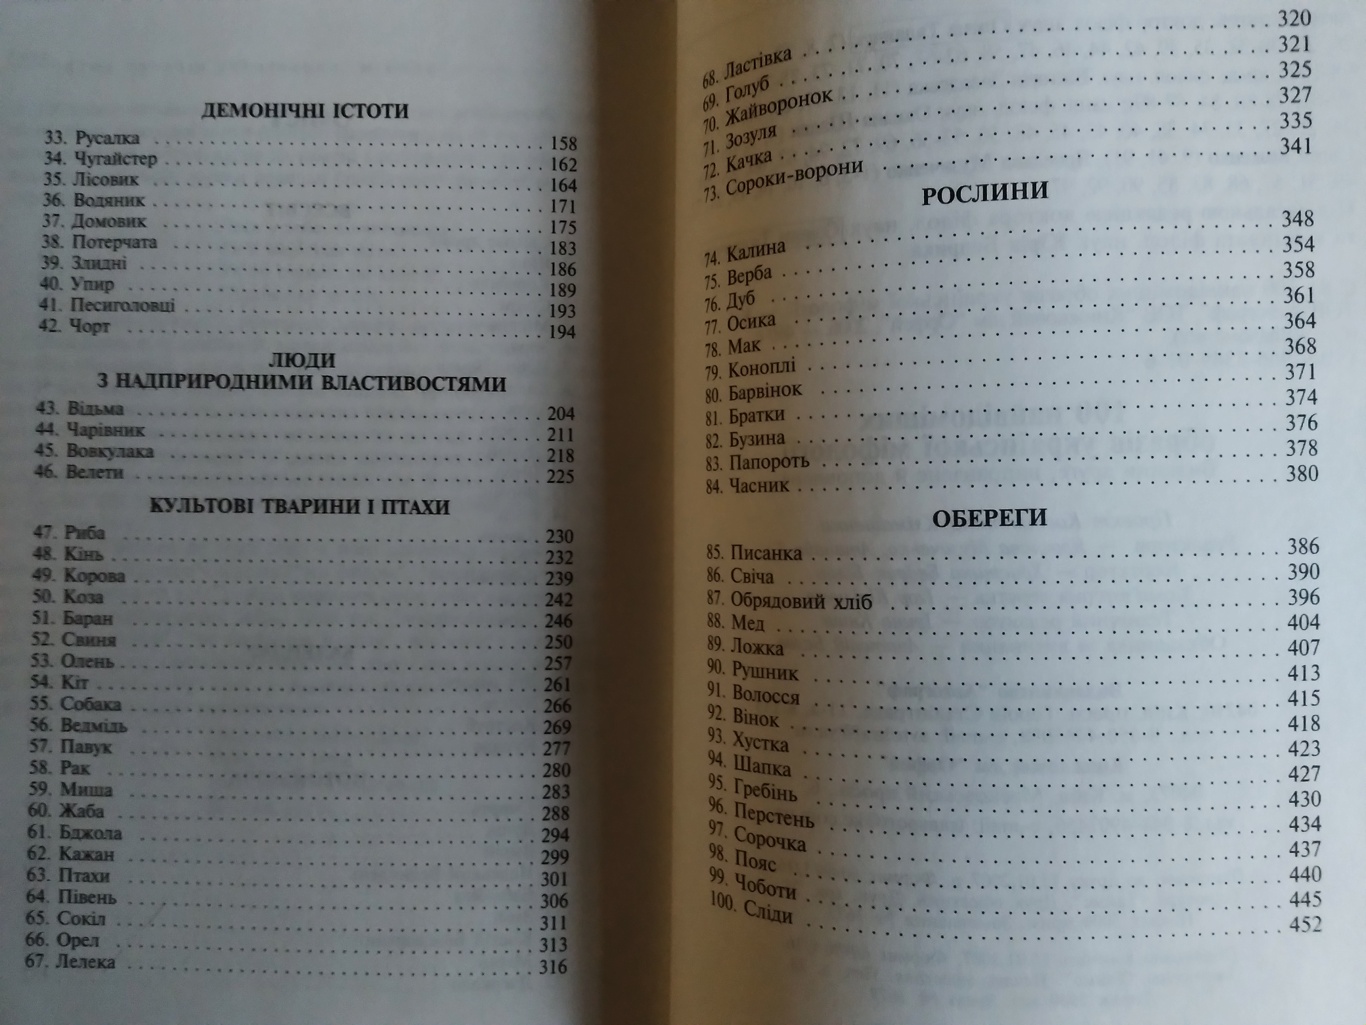 ДЕМОНІЧНІ ІСТОТИ
33. Русалка 158
34. Чугайстер 162
35. Лісовик 164
36. Водяник 171
37. Домовик 175
38. Потерчата 183
39. Злидні 186
40. Упир 189
41. Песиголовці 193
42. Чорт 194
ЛЮДИ
З НАДПРИРОДНИМИ ВЛАСТИВОСТЯМИ
43. Відьма 204
44. Чарівник 211
45. Вовкулака 218
46. Велети 225
КУЛЬТОВІ ТВАРИНИ І ПТАХИ
47. Риба 230
48. Кінь 232
49. Корова 239
50. Коза 242
51. Баран 246
52. Свиня 250
53. Олень 257
54. Кіт 261
55. Собака 266
56. Ведмідь 269
57. Павук 277
58. Рак 280
59. Миша 283
60. Жаба 288
61. Бджола 294
62. Кажан 299
63. Птахи 301
64. Півень 306
65. Сокіл 311
66. Орел 313
67. Лелека 316
68. Ластівка 320
69. Голуб 321
70. Жайворонок 325
71. Зозуля 327
72. Качка 335
73. Сороки-ворони 341
РОСЛИНИ
74. Калина 348
75. Верба 354
76. Дуб 358
77. Осика 361
78. Мак 364
79. Коноплі 368
80. Барвінок 371
81. Братки 374
82. Бузина 376
83. Папороть 378
84. Часник 380
ОБЕРЕГИ
85. Писанка 386
86. Свіча 390
87. Обрядовий хліб 396
88. Мед 404
89. Ложка 407
90. Рушник 413
91. Волосся 415
92. Вінок 418
93. Хустка 423
94. Шапка 427
95. Гребінь 430
96. Перстень 434
97. Сорочка 437
98. Пояс 440
99. Чоботи 445
100. Сліди 452